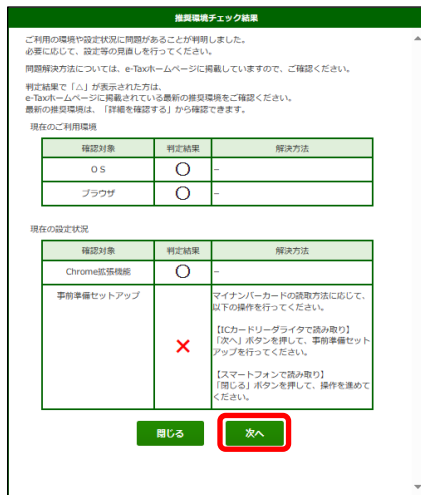 推奨環境チェック結果
ご利用の環境や設定状況に問題があることが判明しました。
必要に応じて、設定等の見直しを行ってください。
問題解決方法については、e-Taxホームページに掲載していますので、ご確認ください。
判定結果で「△」が表示された方は、
e-Taxホームページに掲載されている最新の推奨環境をご確認ください。
最新の推奨環境は、「詳細を確認する」から確認できます。
現在のご利用環境
確認対象 判定結果 解決方法
ＯＳ ○ −
ブラウザ ○ −
現在の設定状況
確認対象 判定結果 解決方法
Chrome拡張機能 ○ −
事前準備セットアップ ×
マイナンバーカードの読取方法に応じて、
以下の操作を行ってください。
【ICカードリーダライタで読み取り】
「次へ」ボタンを押して、事前準備セット
アップを行ってください。
【スマートフォンで読み取り】
「閉じる」ボタンを押して、操作を進めて
ください。
閉じる 次へ